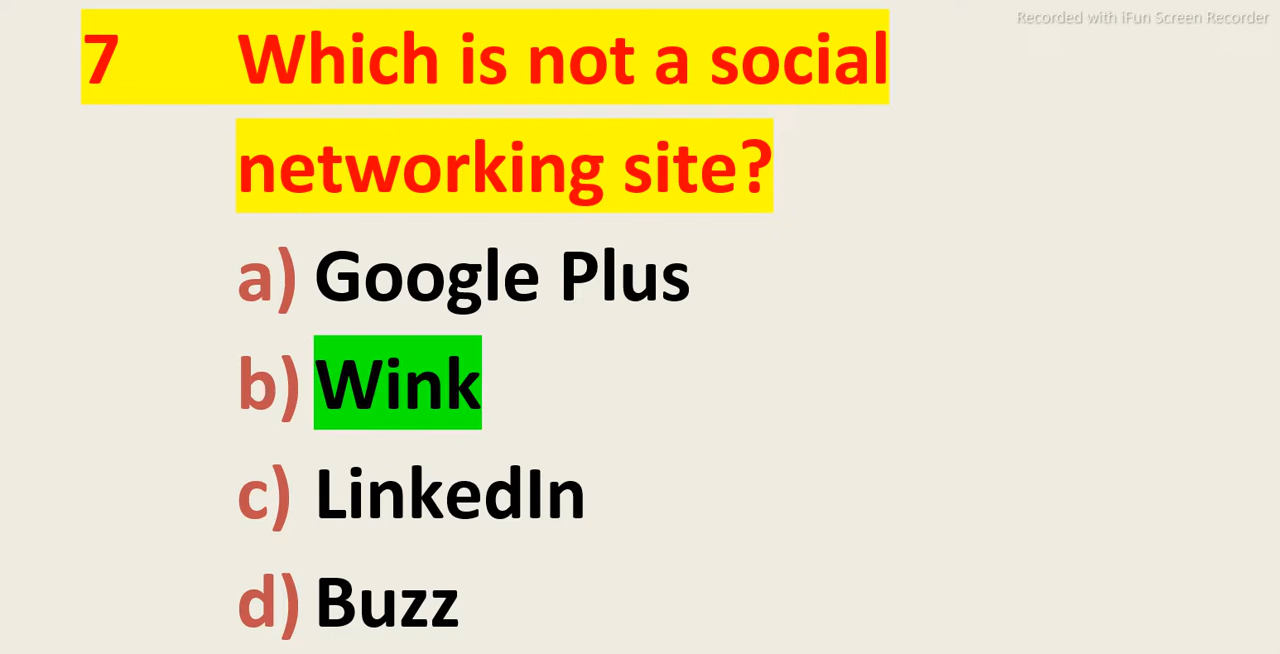 Recorded with iFun Screen Recorder
7 Which is not a social
networking site?
a) Google Plus
b) Wink
c) LinkedIn
d) Buzz